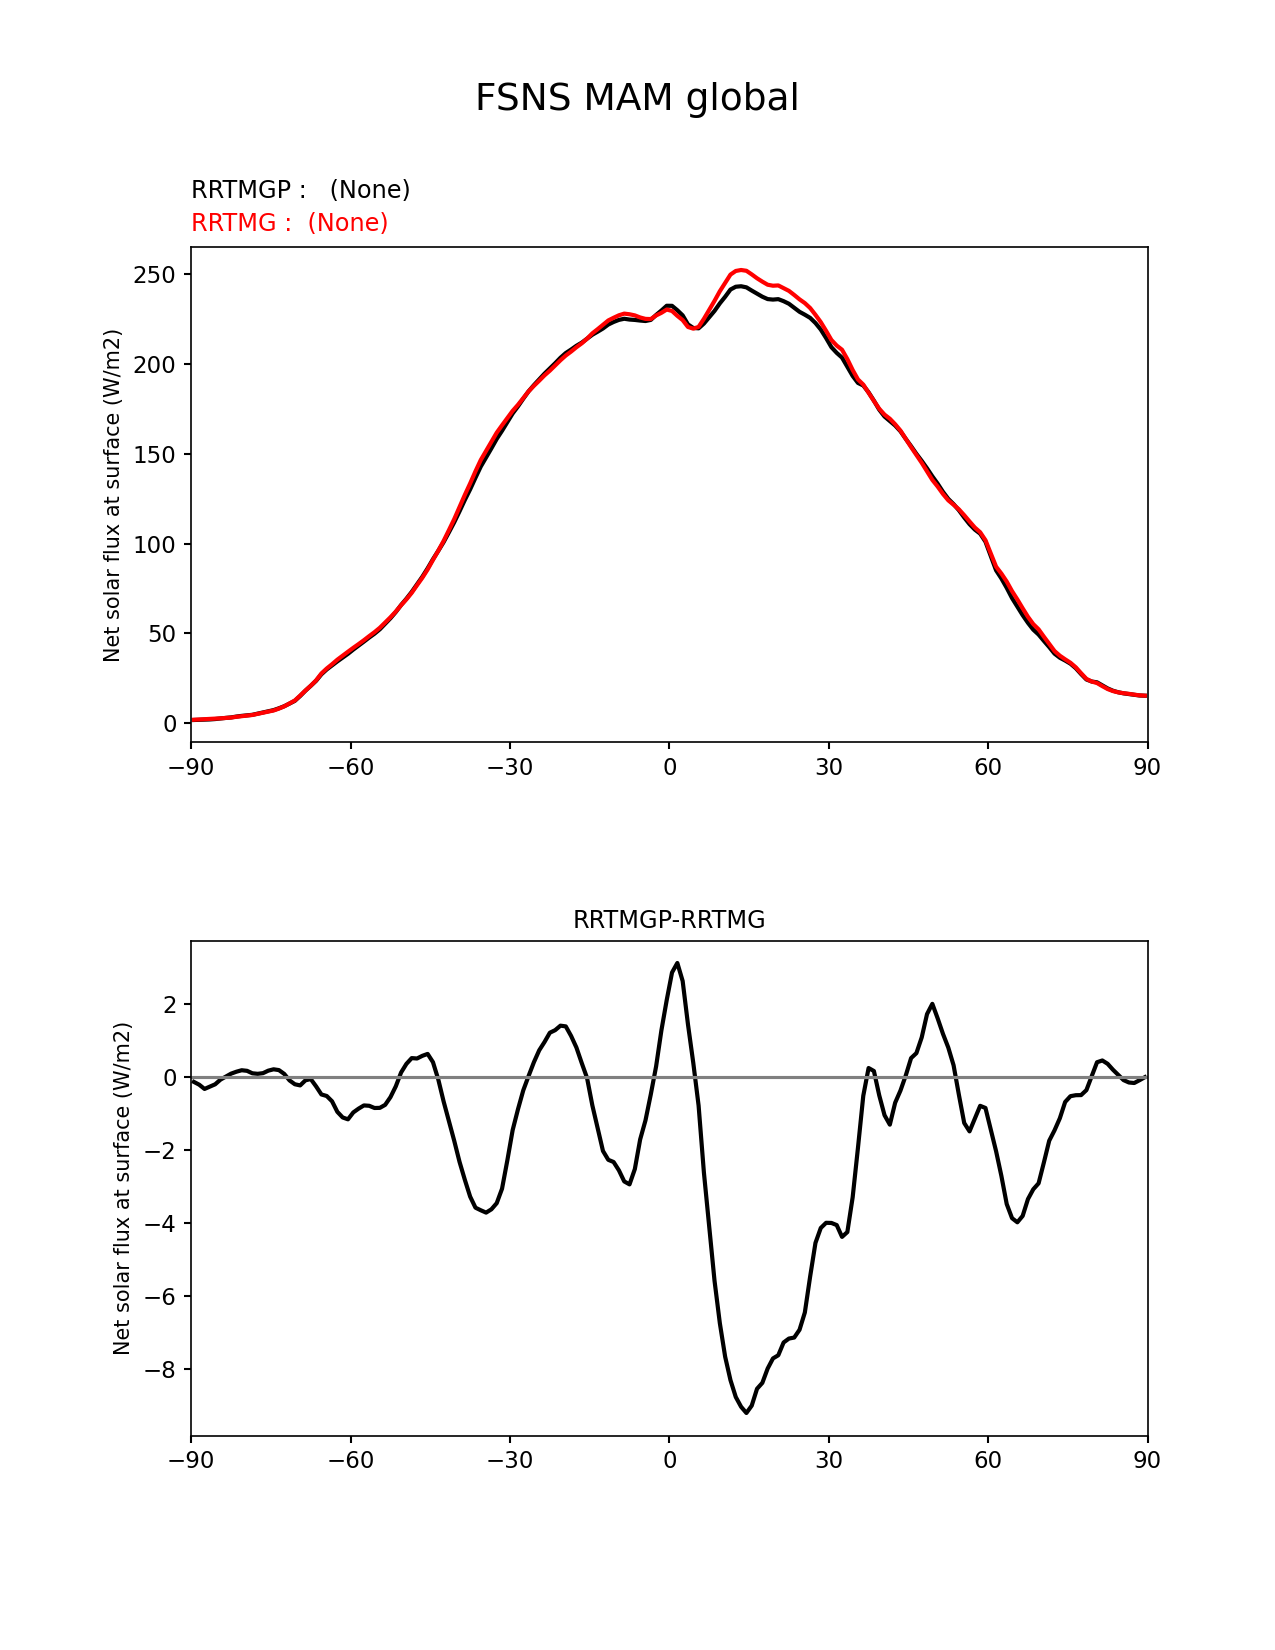 FSNS MAM global
RRTMGP :   (None)
RRTMG :  (None)
Net solar flux at surface (W/m2)
250
200
150
100
50
0
−90 −60 −30 0 30 60 90
RRTMGP-RRTMG
Net solar flux at surface (W/m2)
2
0
−2
−4
−6
−8
−90 −60 −30 0 30 60 90